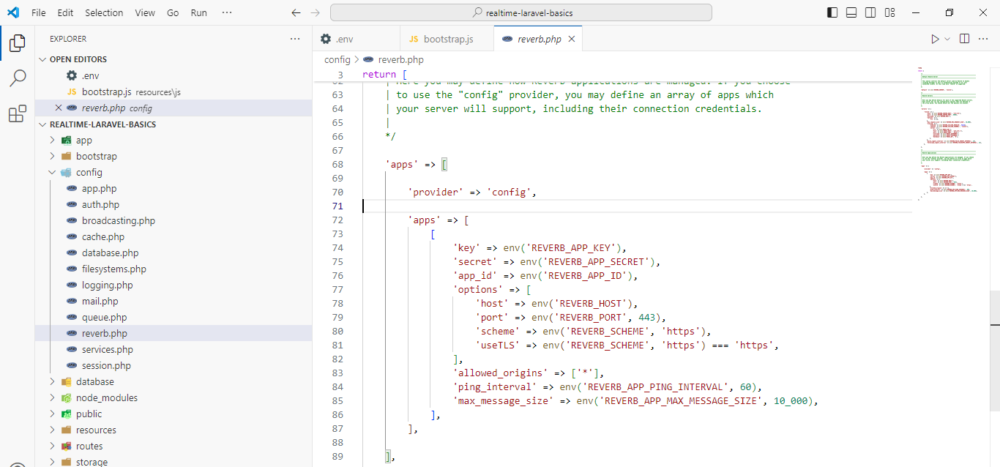 File Edit Selection View Go Run ··· realtime-laravel-basics
EXPLORER
OPEN EDITORS
.env
JS bootstrap.js resources\js
reverb.php config
REALTIME-LARAVEL-BASICS
app
bootstrap
config
app.php
auth.php
broadcasting.php
cache.php
database.php
filesystems.php
logging.php
mail.php
queue.php
reverb.php
services.php
session.php
database
node_modules
public
resources
routes
storage
.env JS bootstrap.js reverb.php
config > reverb.php
3 return [
62 | Here you may define how Reverb applications are managed. If you choose
63 | to use the "config" provider, you may define an array of apps which
64 | your server will support, including their connection credentials.
65 |
66 */
67
68 'apps' => [
69
70 'provider' => 'config',
71
72 'apps' => [
73 [
74 'key' => env('REVERB_APP_KEY'),
75 'secret' => env('REVERB_APP_SECRET'),
76 'app_id' => env('REVERB_APP_ID'),
77 'options' => [
78 'host' => env('REVERB_HOST'),
79 'port' => env('REVERB_PORT', 443),
80 'scheme' => env('REVERB_SCHEME', 'https'),
81 'useTLS' => env('REVERB_SCHEME', 'https') === 'https',
82 ],
83 'allowed_origins' => ['*'],
84 'ping_interval' => env('REVERB_APP_PING_INTERVAL', 60),
85 'max_message_size' => env('REVERB_APP_MAX_MESSAGE_SIZE', 10_000),
86 ],
87 ],
88
89 ],